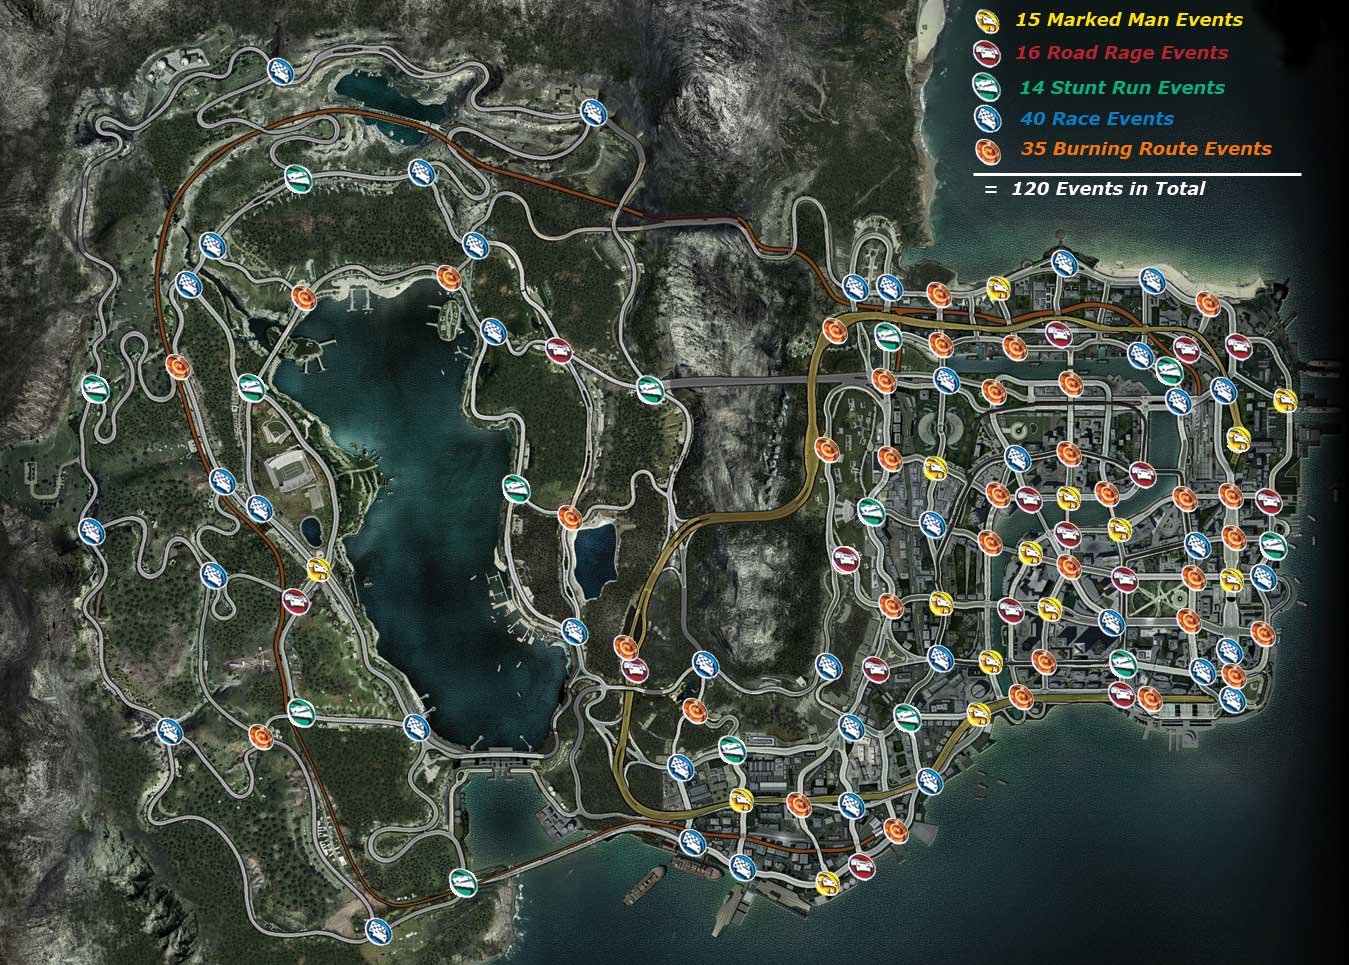 15 Marked Man Events
16 Road Rage Events
14 Stunt Run Events
40 Race Events
35 Burning Route Events
= 120 Events in Total